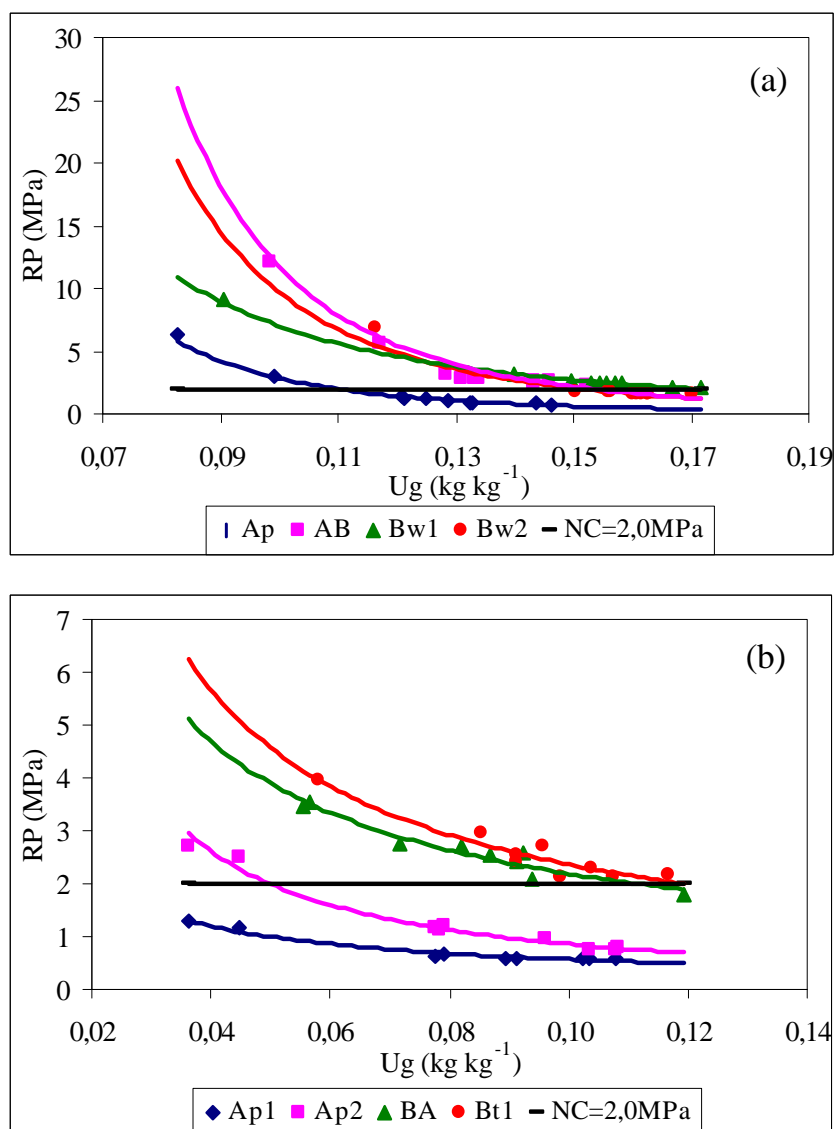 (a)
30
25
20
15
10
5
0
RP (MPa)
0,07 0,09 0,11 0,13 0,15 0,17 0,19
Ug (kg kg⁻¹)
Ap AB Bw1 Bw2 NC=2,0MPa
(b)
7
6
5
4
3
2
1
0
RP (MPa)
0,02 0,04 0,06 0,08 0,10 0,12 0,14
Ug (kg kg⁻¹)
Ap1 Ap2 BA Bt1 NC=2,0MPa